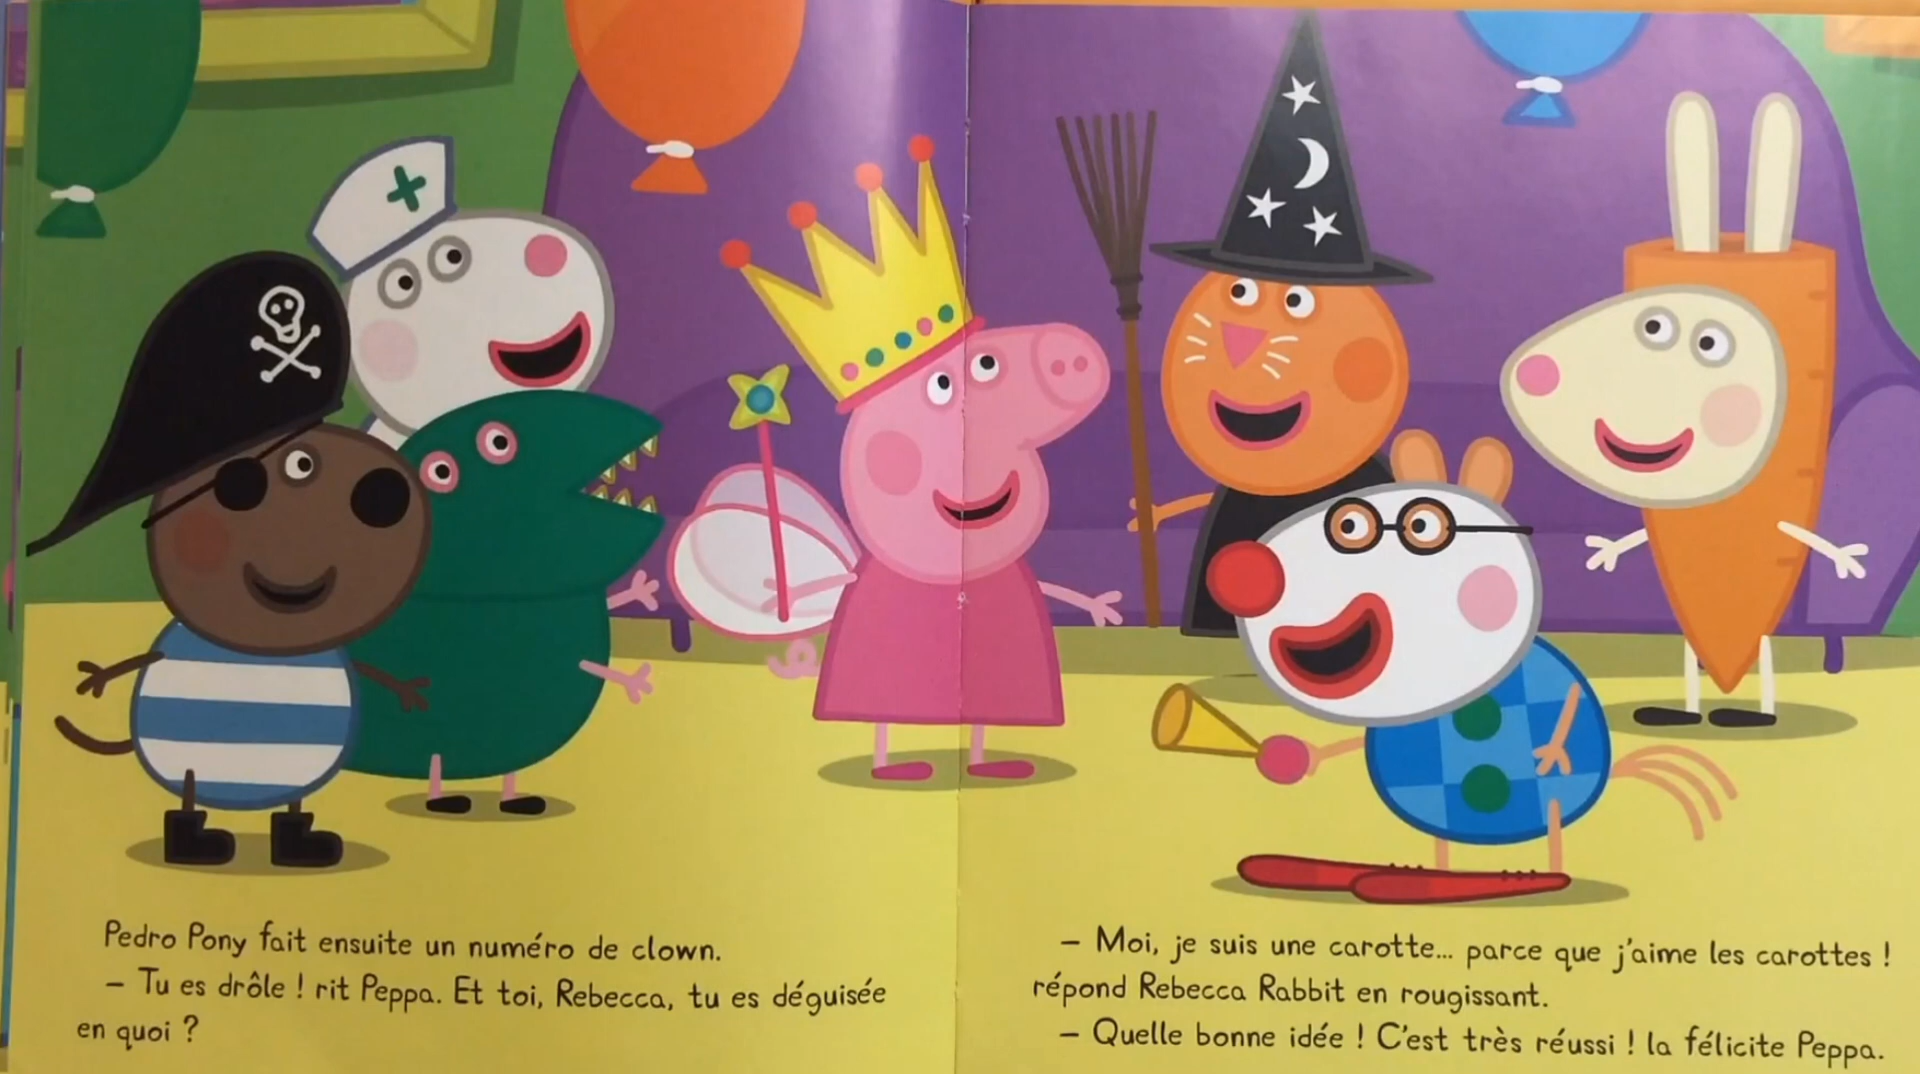 Pedro Pony fait ensuite un numéro de clown.
– Tu es drôle ! rit Peppa. Et toi, Rebecca, tu es déguisée
en quoi ?
– Moi, je suis une carotte... parce que j'aime les carottes !
répond Rebecca Rabbit en rougissant.
– Quelle bonne idée ! C'est très réussi ! la félicite Peppa.